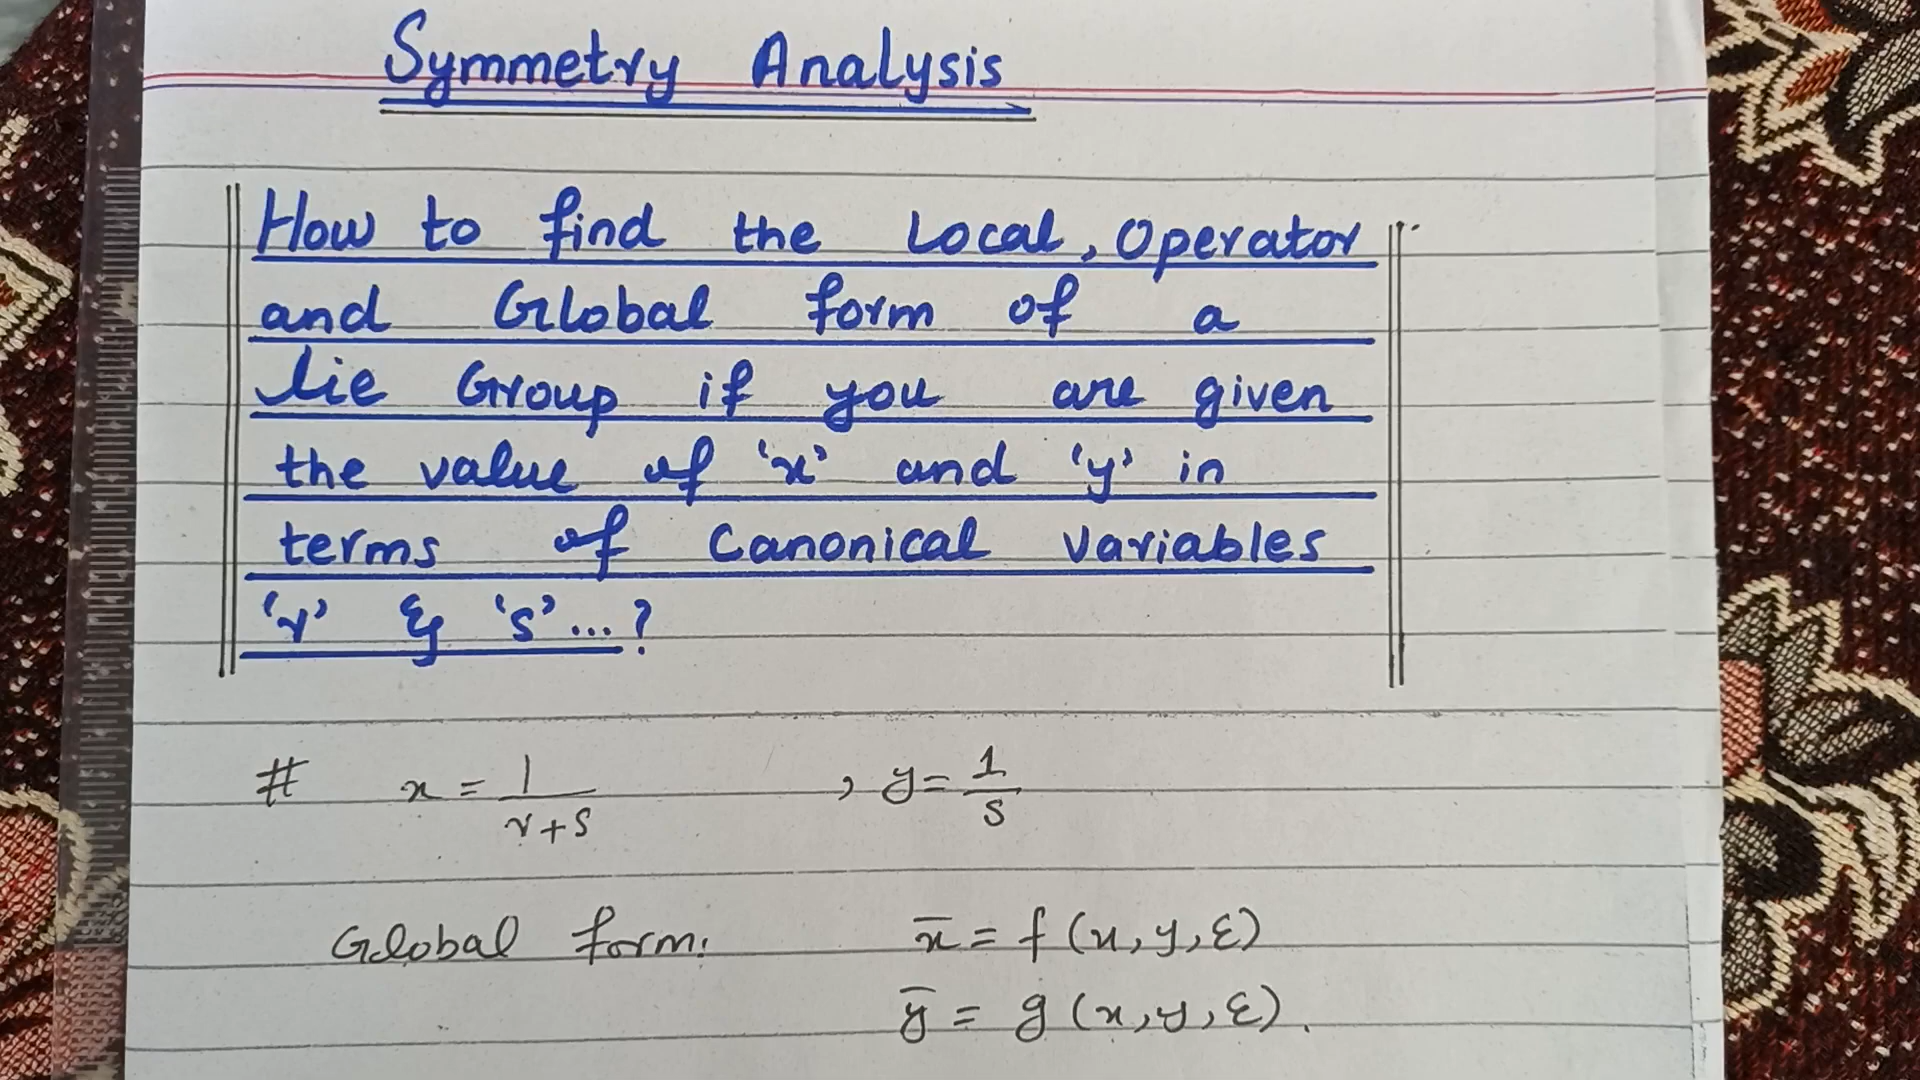 Symmetry Analysis
How to find the Local, Operator
and Global form of a
lie Group if you are given
the value of 'x' and 'y' in
terms of Canonical Variables
'r' & 's'...?
# x = 1/(r+s) , y = 1/s
Global form: x̅ = f(x,y,ε)
y̅ = g(x,y,ε).